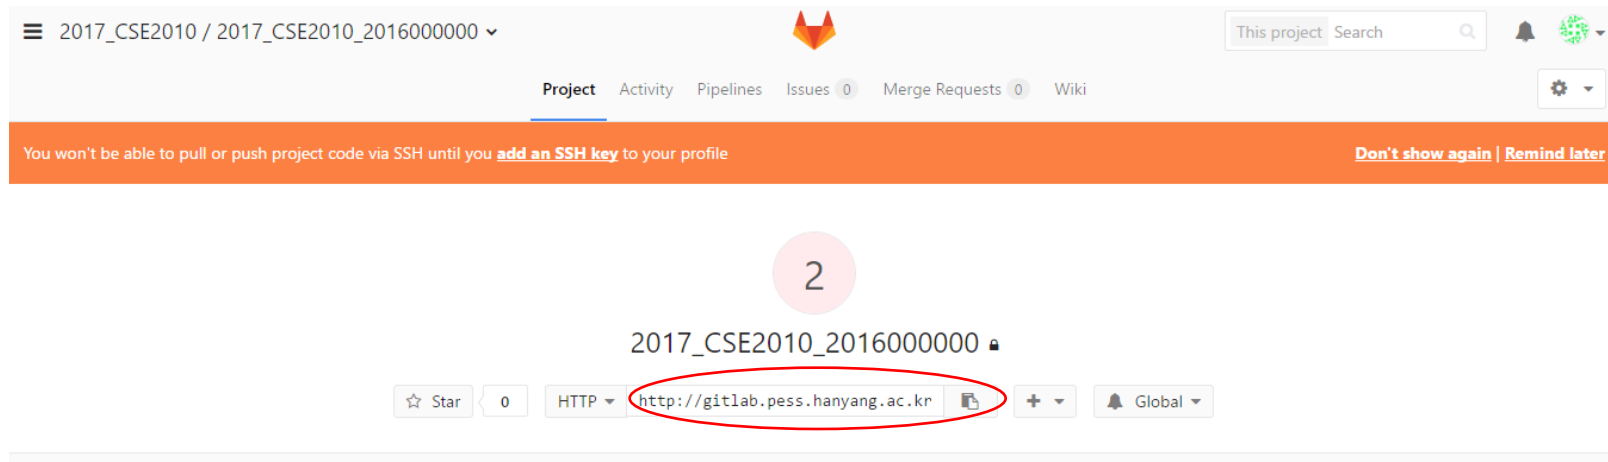 2017_CSE2010 / 2017_CSE2010_2016000000
This project Search
Project Activity Pipelines Issues 0 Merge Requests 0 Wiki
You won't be able to pull or push project code via SSH until you add an SSH key to your profile
Don't show again | Remind later
2
2017_CSE2010_2016000000
Star 0 HTTP http://gitlab.pess.hanyang.ac.kr Global